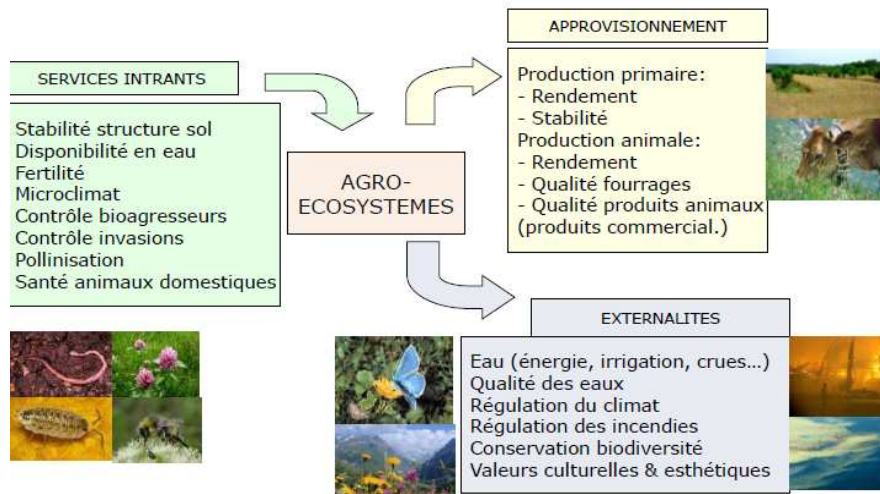 SERVICES INTRANTS
Stabilité structure sol
Disponibilité en eau
Fertilité
Microclimat
Contrôle bioagresseurs
Contrôle invasions
Pollinisation
Santé animaux domestiques
AGRO-
ECOSYSTEMES
APPROVISIONNEMENT
Production primaire:
- Rendement
- Stabilité
Production animale:
- Rendement
- Qualité fourrages
- Qualité produits animaux
(produits commercial.)
EXTERNALITES
Eau (énergie, irrigation, crues...)
Qualité des eaux
Régulation du climat
Régulation des incendies
Conservation biodiversité
Valeurs culturelles & esthétiques